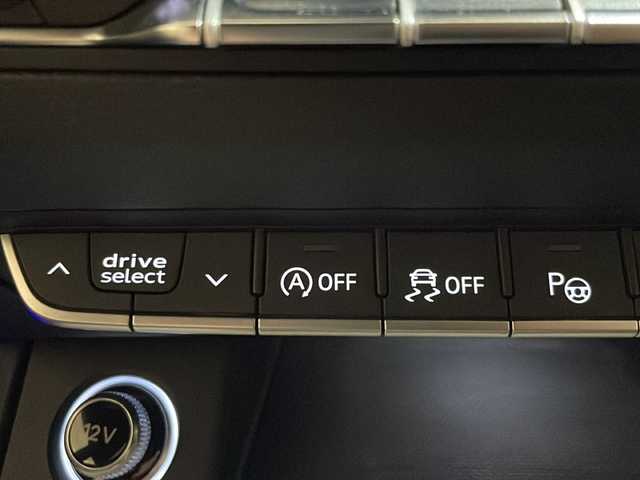 drive
select
A OFF
OFF
P
12V